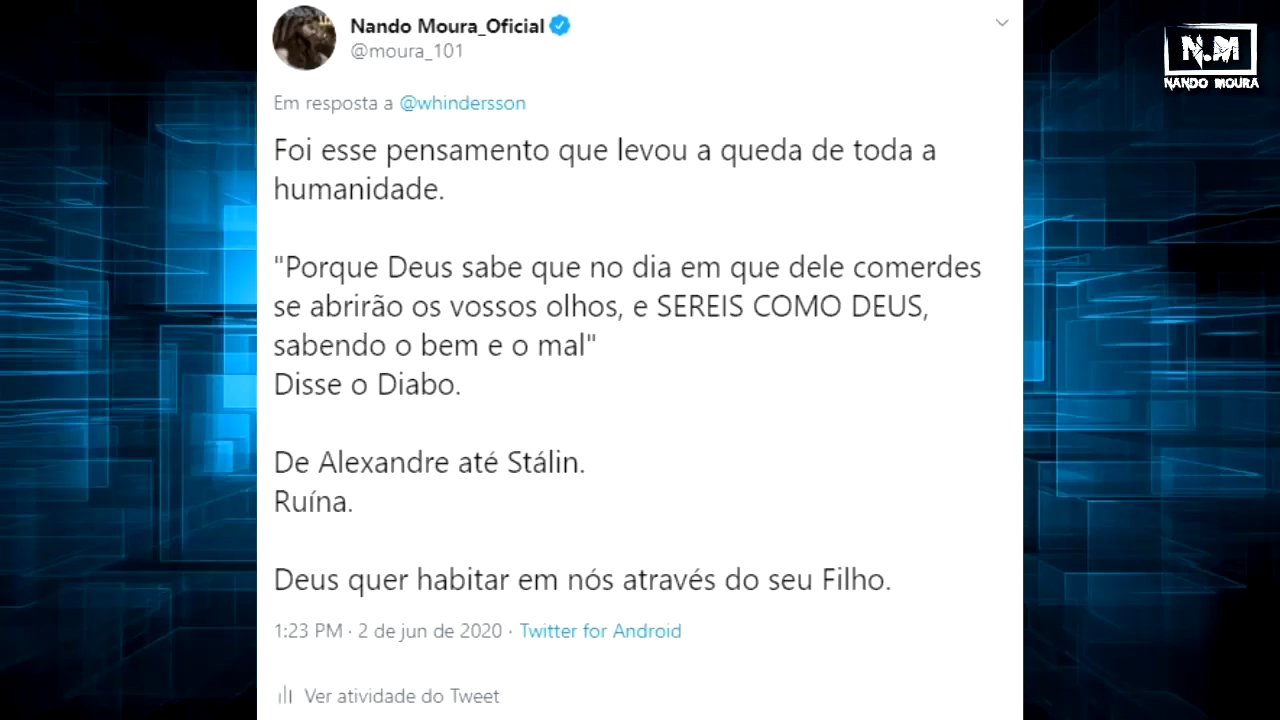 Nando Moura_Oficial
@moura_101
N.M
NANDO MOURA
Em resposta a @whindersson
Foi esse pensamento que levou a queda de toda a
humanidade.
"Porque Deus sabe que no dia em que dele comerdes
se abrirão os vossos olhos, e SEREIS COMO DEUS,
sabendo o bem e o mal"
Disse o Diabo.
De Alexandre até Stálin.
Ruína.
Deus quer habitar em nós através do seu Filho.
1:23 PM · 2 de jun de 2020 · Twitter for Android
Ver atividade do Tweet